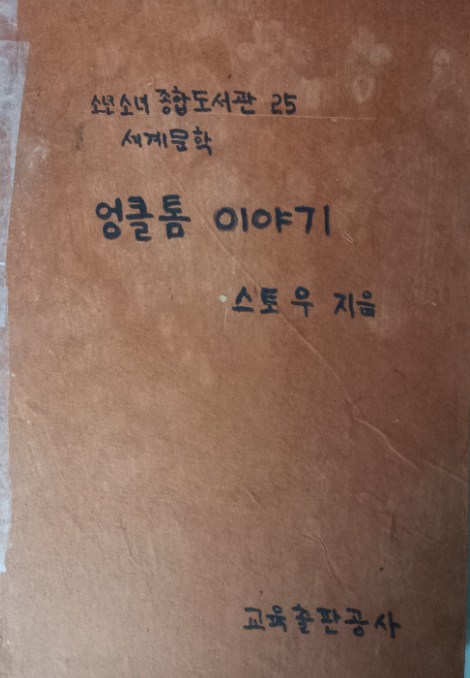 소년소녀 종합도서관 25
세계문학
엉클톰 이야기
스토우 지음
교육출판공사